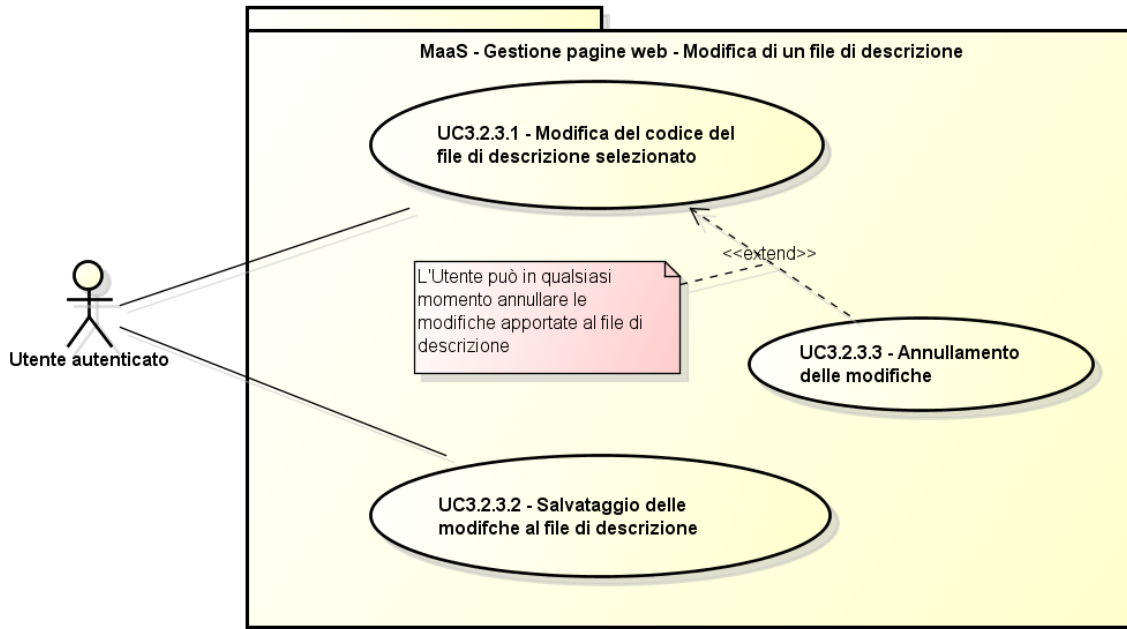 MaaS - Gestione pagine web - Modifica di un file di descrizione
UC3.2.3.1 - Modifica del codice del
file di descrizione selezionato
<<extend>>
L'Utente può in qualsiasi
momento annullare le
modifiche apportate al file di
descrizione
Utente autenticato
UC3.2.3.3 - Annullamento
delle modifiche
UC3.2.3.2 - Salvataggio delle
modifche al file di descrizione